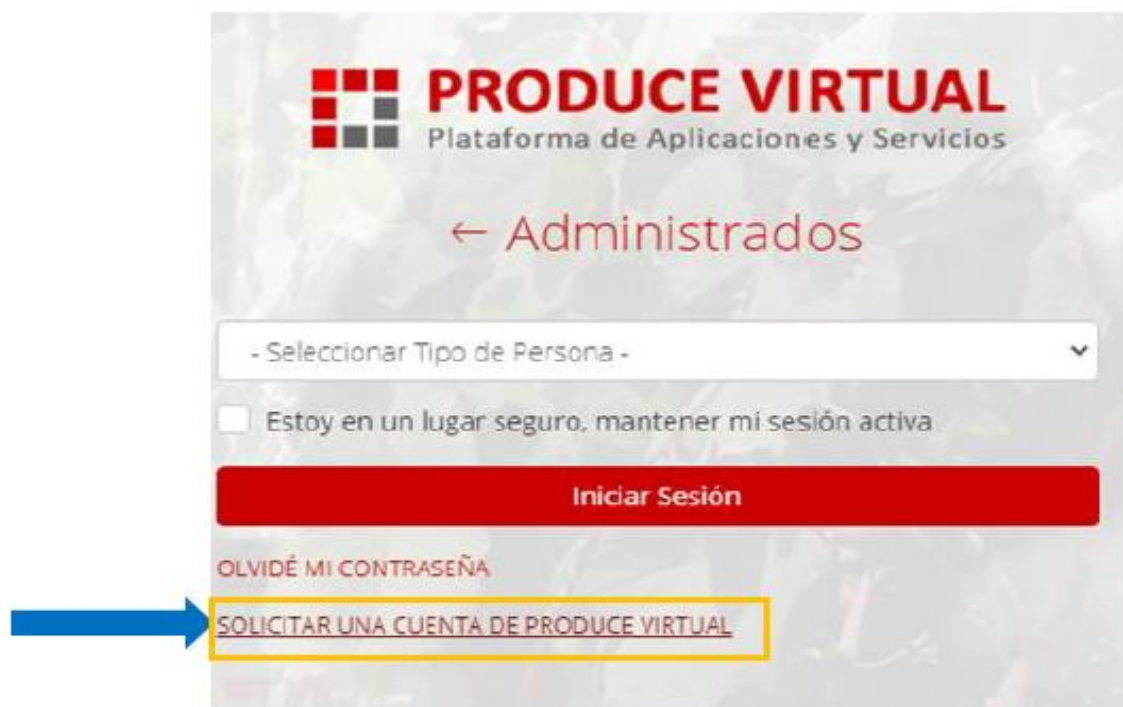 PRODUCE VIRTUAL
Plataforma de Aplicaciones y Servicios
← Administrados
- Seleccionar Tipo de Persona -
Estoy en un lugar seguro, mantener mi sesión activa
Iniciar Sesión
OLVIDÉ MI CONTRASEÑA
SOLICITAR UNA CUENTA DE PRODUCE VIRTUAL